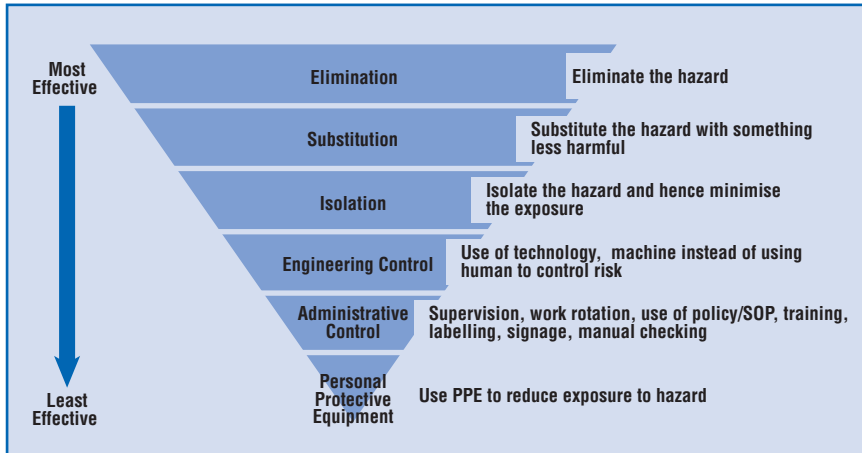 Most
Effective
Elimination
Eliminate the hazard
Substitution
Substitute the hazard with something
less harmful
Isolation
Isolate the hazard and hence minimise
the exposure
Engineering Control
Use of technology, machine instead of using
human to control risk
Administrative
Control
Supervision, work rotation, use of policy/SOP, training,
labelling, signage, manual checking
Personal
Protective
Equipment
Use PPE to reduce exposure to hazard
Least
Effective